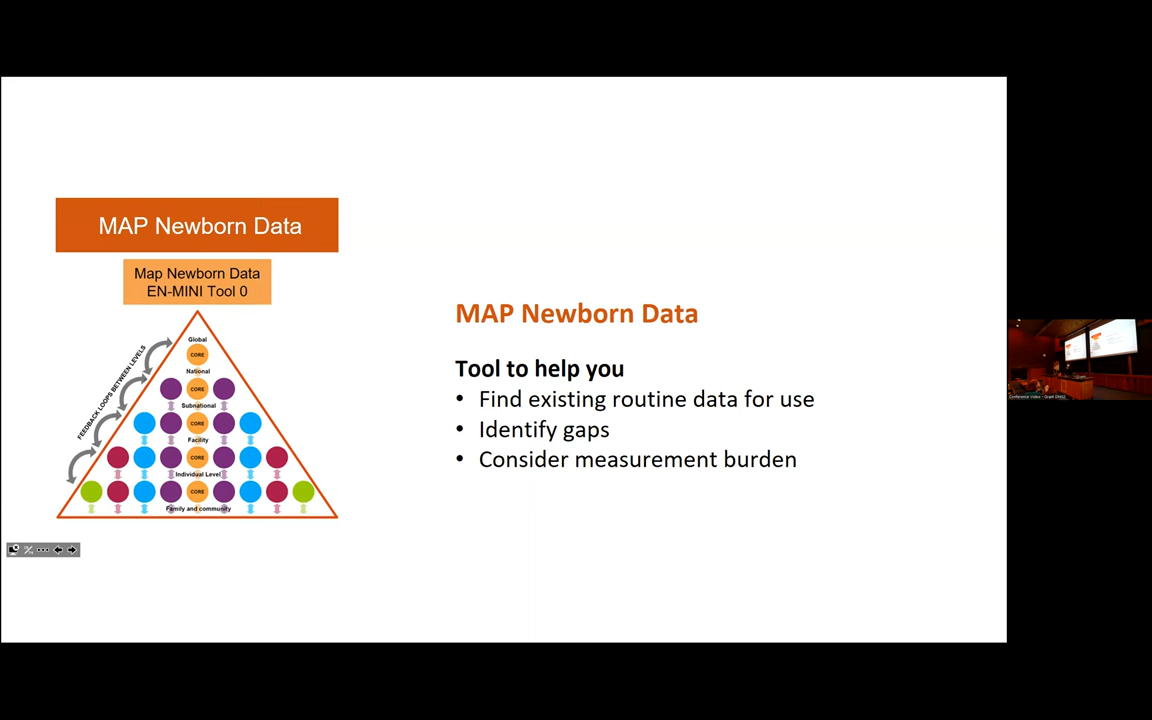 MAP Newborn Data
Map Newborn Data
EN-MINI Tool 0
FEEDBACK LOOPS BETWEEN LEVELS
Global
CORE
National
CORE
Subnational
CORE
Facility
CORE
Individual Level
CORE
Family and community
MAP Newborn Data
Tool to help you
• Find existing routine data for use
• Identify gaps
• Consider measurement burden